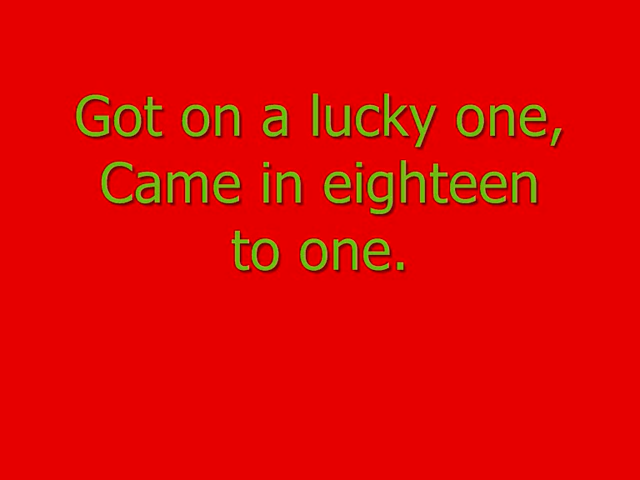 Got on a lucky one,
Came in eighteen
to one.